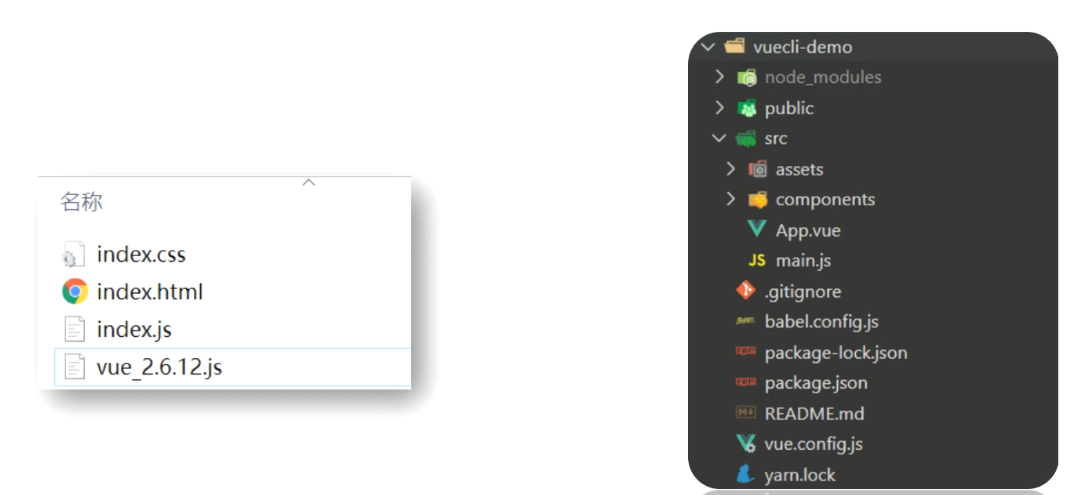 名称
index.css
index.html
index.js
vue_2.6.12.js
vuecli-demo
node_modules
public
src
assets
components
App.vue
JS main.js
.gitignore
babel.config.js
package-lock.json
package.json
README.md
vue.config.js
yarn.lock